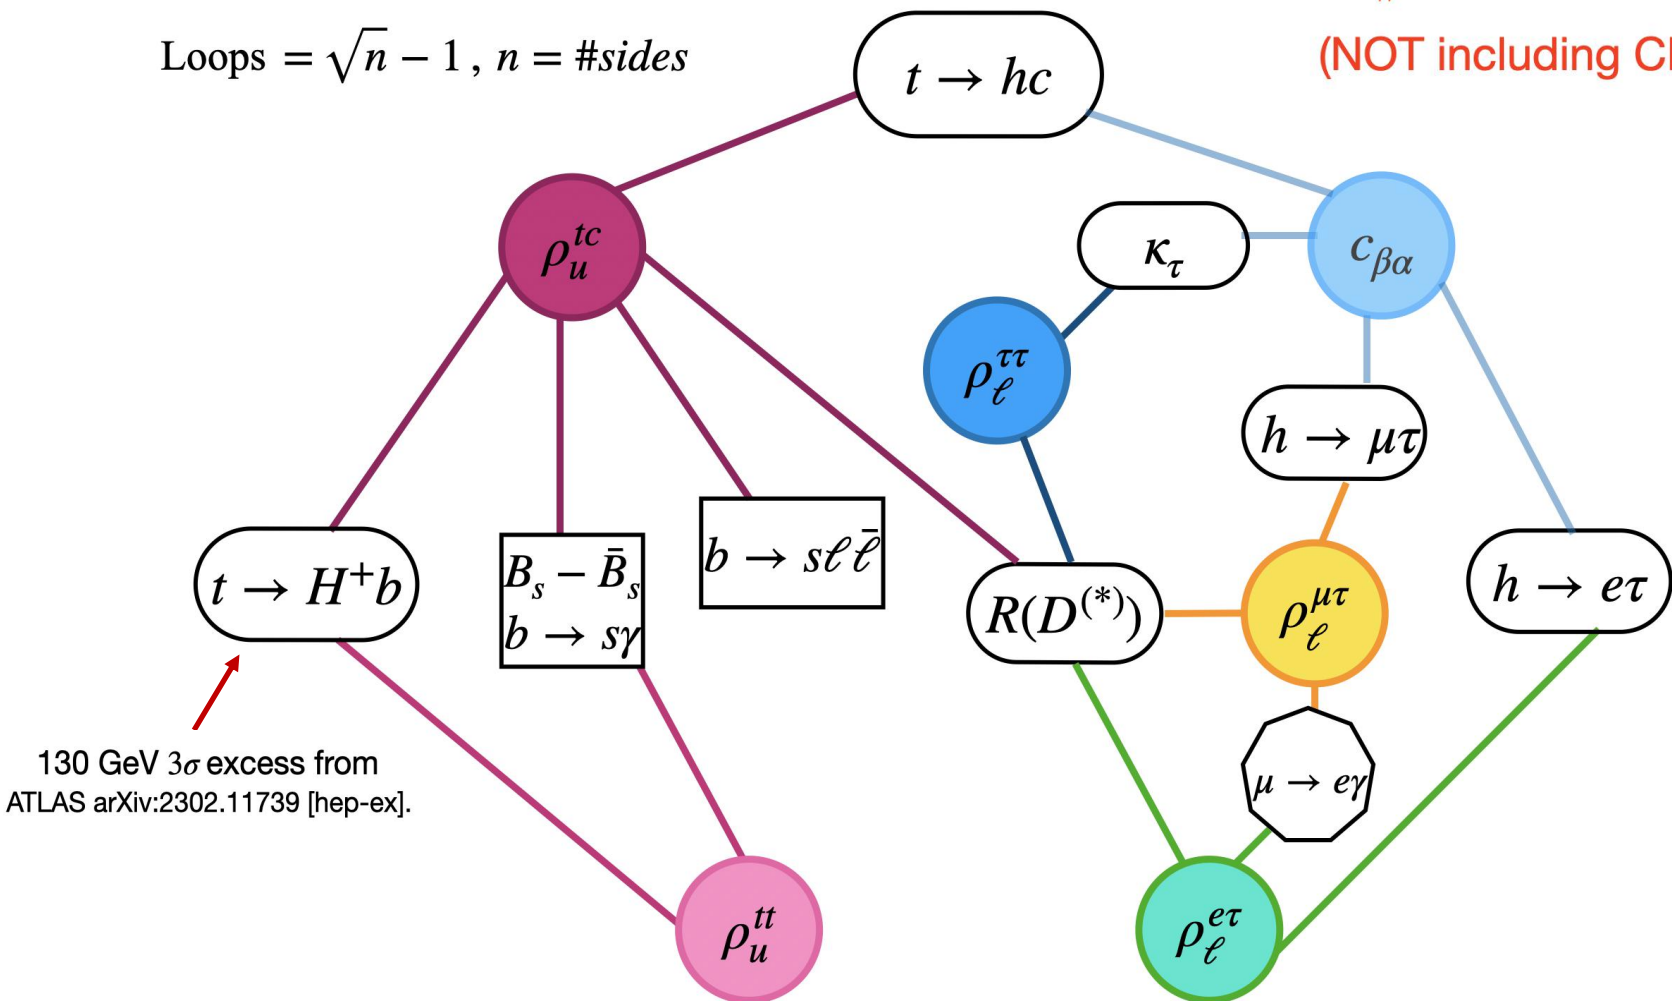 Loops = √n − 1, n = #sides
(NOT including
t → hc
ρ_u^{tc}
κ_τ
c_{βα}
ρ_ℓ^{ττ}
h → μτ
b → sℓℓ̄
B_s − B̄_s
b → sγ
t → H⁺b
R(D^{(*)})
ρ_ℓ^{μτ}
h → eτ
130 GeV 3σ excess from
ATLAS arXiv:2302.11739 [hep-ex].
μ → eγ
ρ_u^{tt}
ρ_ℓ^{eτ}